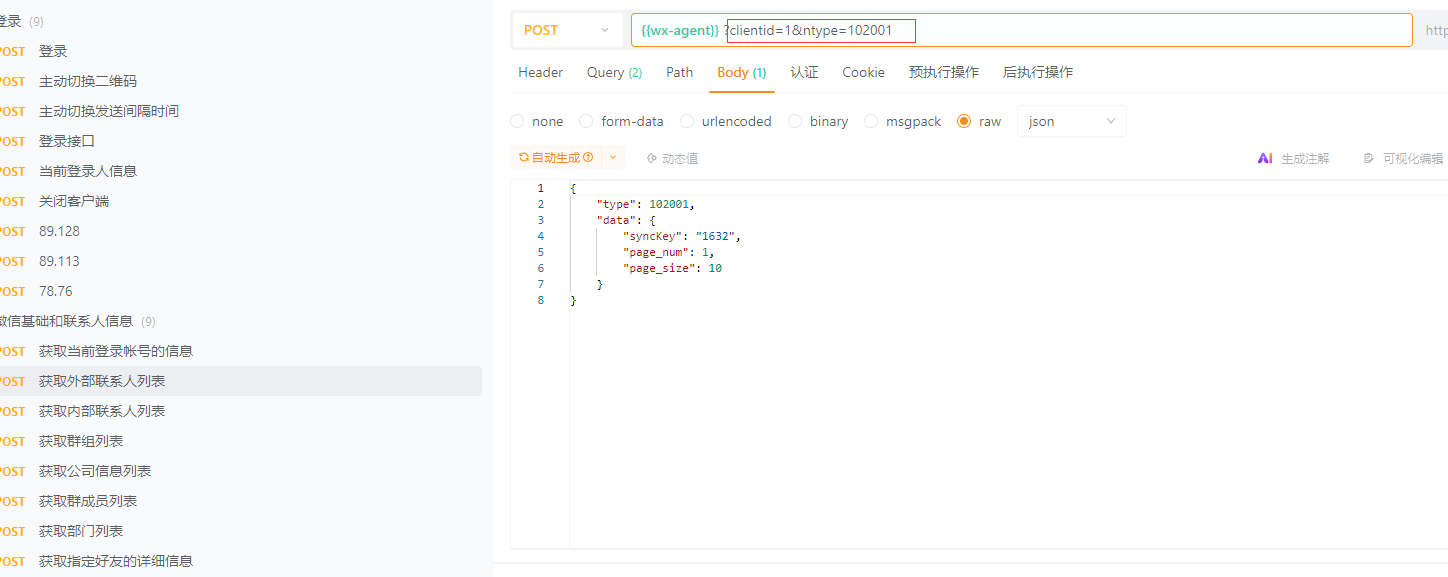 登录 (9)
POST 登录
POST 主动切换二维码
POST 主动切换发送间隔时间
POST 登录接口
POST 当前登录人信息
POST 关闭客户端
POST 89.128
POST 89.113
POST 78.76
微信基础和联系人信息 (9)
POST 获取当前登录帐号的信息
POST 获取外部联系人列表
POST 获取内部联系人列表
POST 获取群组列表
POST 获取公司信息列表
POST 获取群成员列表
POST 获取部门列表
POST 获取指定好友的详细信息
POST {{wx-agent}} ?clientid=1&ntype=102001 http
Header Query (2) Path Body (1) 认证 Cookie 预执行操作 后执行操作
none form-data urlencoded binary msgpack raw json
自动生成 动态值 AI 生成注解 可视化编辑
1 {
2 "type": 102001,
3 "data": {
4 "syncKey": "1632",
5 "page_num": 1,
6 "page_size": 10
7 }
8 }